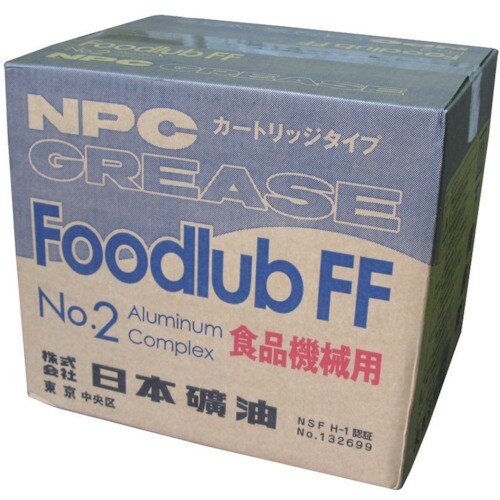 Foodlub FF
NPC GREASE
Foodlub FF
NPC カートリッジタイプ
GREASE
Foodlub FF
No.2 Aluminum
Complex
食品機械用
株式
会社 日本礦油
東京 中央区
NSF H-1 認証
No.132699